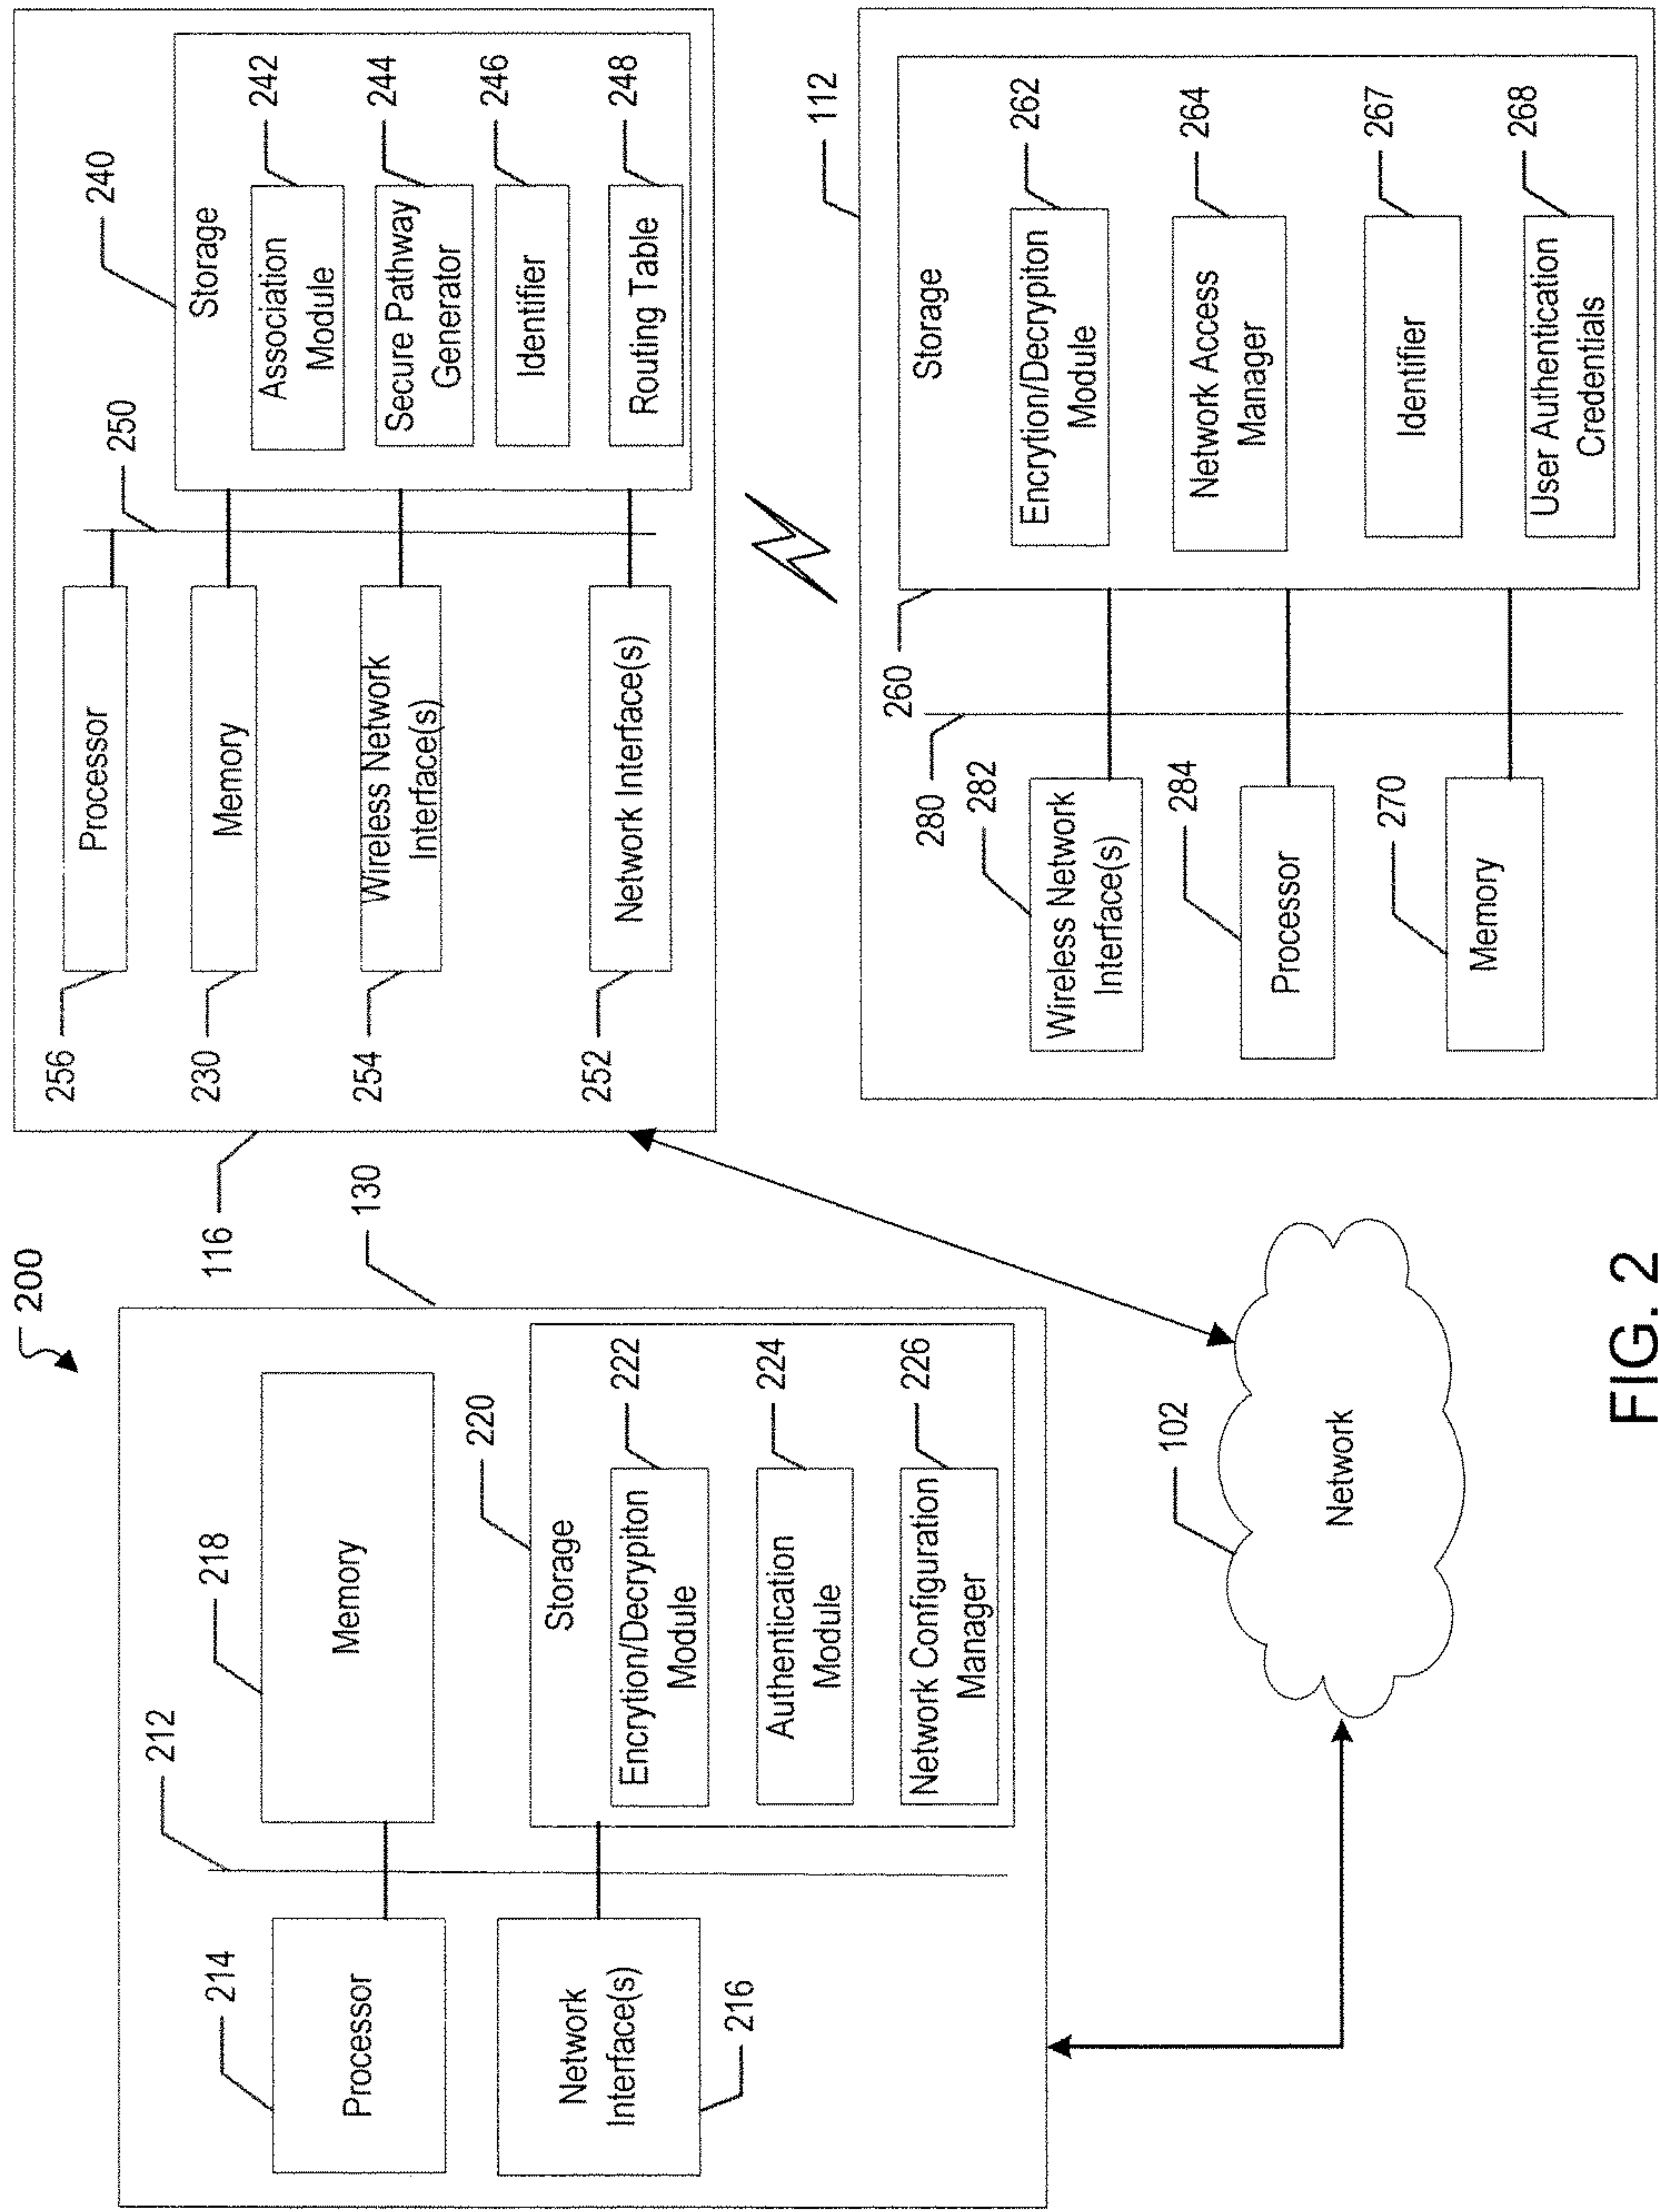 200
130
214
Processor
Network
Interface(s)
216
212
218
Memory
220
Storage
Encrytion/Decrypiton
Module
222
Authentication
Module
224
Network Configuration
Manager
226
102
Network
116
256
Processor
230
Memory
254
Wireless Network
Interface(s)
252
Network Interface(s)
250
240
Storage
Association
Module
242
Secure Pathway
Generator
244
Identifier
246
Routing Table
248
112
280
282
Wireless Network
Interface(s)
284
Processor
270
Memory
260
Storage
Encrytion/Decrypiton
Module
262
Network Access
Manager
264
Identifier
267
User Authentication
Credentials
268
FIG. 2